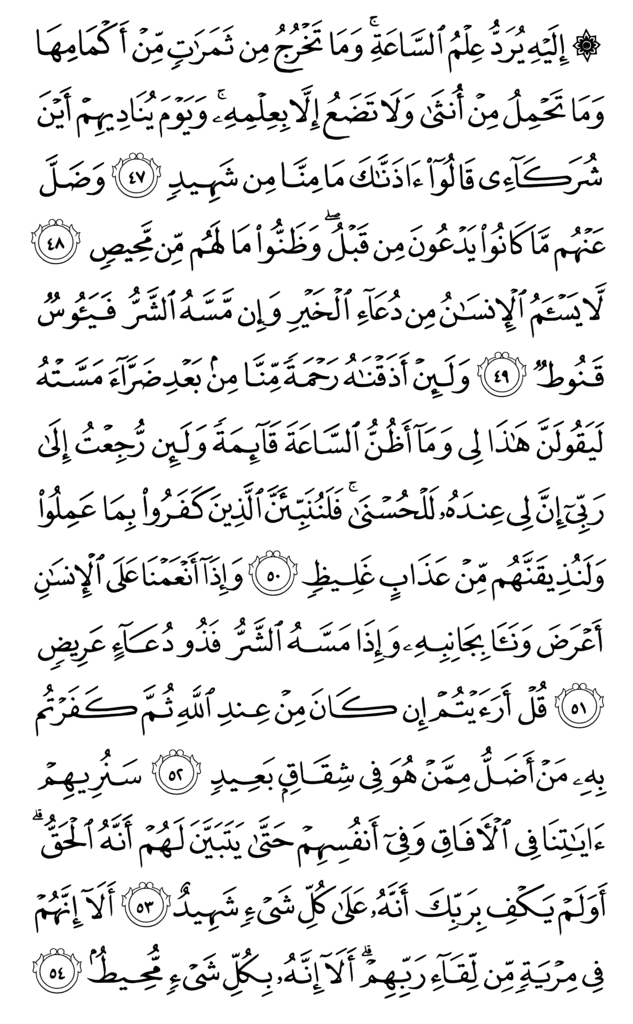 ۞ إِلَيْهِ يُرَدُّ عِلْمُ ٱلسَّاعَةِ ۚ وَمَا تَخْرُجُ مِن ثَمَرَٰتٍ مِّنْ أَكْمَامِهَا
وَمَا تَحْمِلُ مِنْ أُنثَىٰ وَلَا تَضَعُ إِلَّا بِعِلْمِهِۦ ۚ وَيَوْمَ يُنَادِيهِمْ أَيْنَ
شُرَكَآءِى قَالُوٓا۟ ءَاذَنَّٰكَ مَا مِنَّا مِن شَهِيدٍ ٤٧ وَضَلَّ
عَنْهُم مَّا كَانُوا۟ يَدْعُونَ مِن قَبْلُ ۖ وَظَنُّوا۟ مَا لَهُم مِّن مَّحِيصٍ ٤٨
لَّا يَسْـَٔمُ ٱلْإِنسَٰنُ مِن دُعَآءِ ٱلْخَيْرِ وَإِن مَّسَّهُ ٱلشَّرُّ فَيَـُٔوسٌ
قَنُوطٌ ٤٩ وَلَئِنْ أَذَقْنَٰهُ رَحْمَةً مِّنَّا مِنۢ بَعْدِ ضَرَّآءَ مَسَّتْهُ
لَيَقُولَنَّ هَٰذَا لِى وَمَآ أَظُنُّ ٱلسَّاعَةَ قَآئِمَةً وَلَئِن رُّجِعْتُ إِلَىٰ
رَبِّىٓ إِنَّ لِى عِندَهُۥ لَلْحُسْنَىٰ ۚ فَلَنُنَبِّئَنَّ ٱلَّذِينَ كَفَرُوا۟ بِمَا عَمِلُوا۟
وَلَنُذِيقَنَّهُم مِّنْ عَذَابٍ غَلِيظٍ ٥٠ وَإِذَآ أَنْعَمْنَا عَلَى ٱلْإِنسَٰنِ
أَعْرَضَ وَنَـَٔا بِجَانِبِهِۦ وَإِذَا مَسَّهُ ٱلشَّرُّ فَذُو دُعَآءٍ عَرِيضٍ
٥١ قُلْ أَرَءَيْتُمْ إِن كَانَ مِنْ عِندِ ٱللَّهِ ثُمَّ كَفَرْتُم
بِهِۦ مَنْ أَضَلُّ مِمَّنْ هُوَ فِى شِقَاقٍۭ بَعِيدٍ ٥٢ سَنُرِيهِمْ
ءَايَٰتِنَا فِى ٱلْءَافَاقِ وَفِىٓ أَنفُسِهِمْ حَتَّىٰ يَتَبَيَّنَ لَهُمْ أَنَّهُ ٱلْحَقُّ ۗ
أَوَلَمْ يَكْفِ بِرَبِّكَ أَنَّهُۥ عَلَىٰ كُلِّ شَىْءٍ شَهِيدٌ ٥٣ أَلَآ إِنَّهُمْ
فِى مِرْيَةٍ مِّن لِّقَآءِ رَبِّهِمْ ۗ أَلَآ إِنَّهُۥ بِكُلِّ شَىْءٍ مُّحِيطٌۢ ٥٤